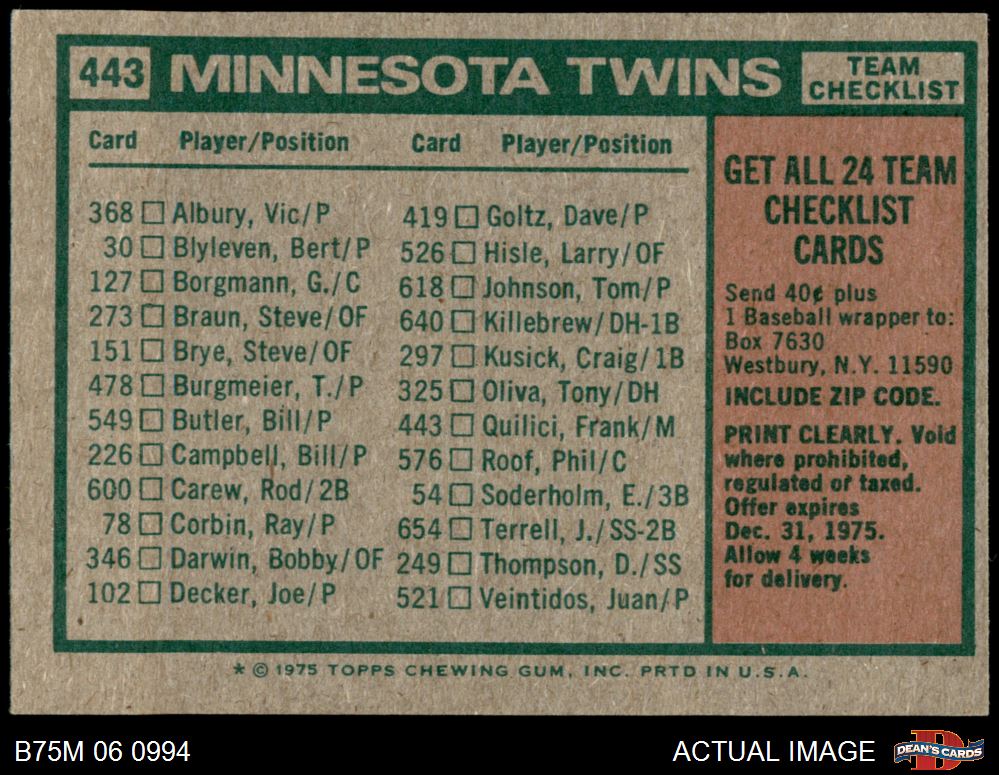 443 MINNESOTA TWINS TEAM CHECKLIST
Card Player/Position Card Player/Position
368 Albury, Vic/P
30 Blyleven, Bert/P
127 Borgmann, G./C
273 Braun, Steve/OF
151 Brye, Steve/OF
478 Burgmeier, T./P
549 Butler, Bill/P
226 Campbell, Bill/P
600 Carew, Rod/2B
78 Corbin, Ray/P
346 Darwin, Bobby/OF
102 Decker, Joe/P
419 Goltz, Dave/P
526 Hisle, Larry/OF
618 Johnson, Tom/P
640 Killebrew/DH-1B
297 Kusick, Craig/1B
325 Oliva, Tony/DH
443 Quilici, Frank/M
576 Roof, Phil/C
54 Soderholm, E./3B
654 Terrell, J./SS-2B
249 Thompson, D./SS
521 Veintidos, Juan/P
GET ALL 24 TEAM
CHECKLIST
CARDS
Send 40¢ plus
1 Baseball wrapper to:
Box 7630
Westbury, N.Y. 11590
INCLUDE ZIP CODE.
PRINT CLEARLY. Void
where prohibited,
regulated or taxed.
Offer expires
Dec. 31, 1975.
Allow 4 weeks
for delivery.
* © 1975 TOPPS CHEWING GUM, INC. PRTD IN U.S.A.
B75M 06 0994 ACTUAL IMAGE
D DEAN'S CARDS